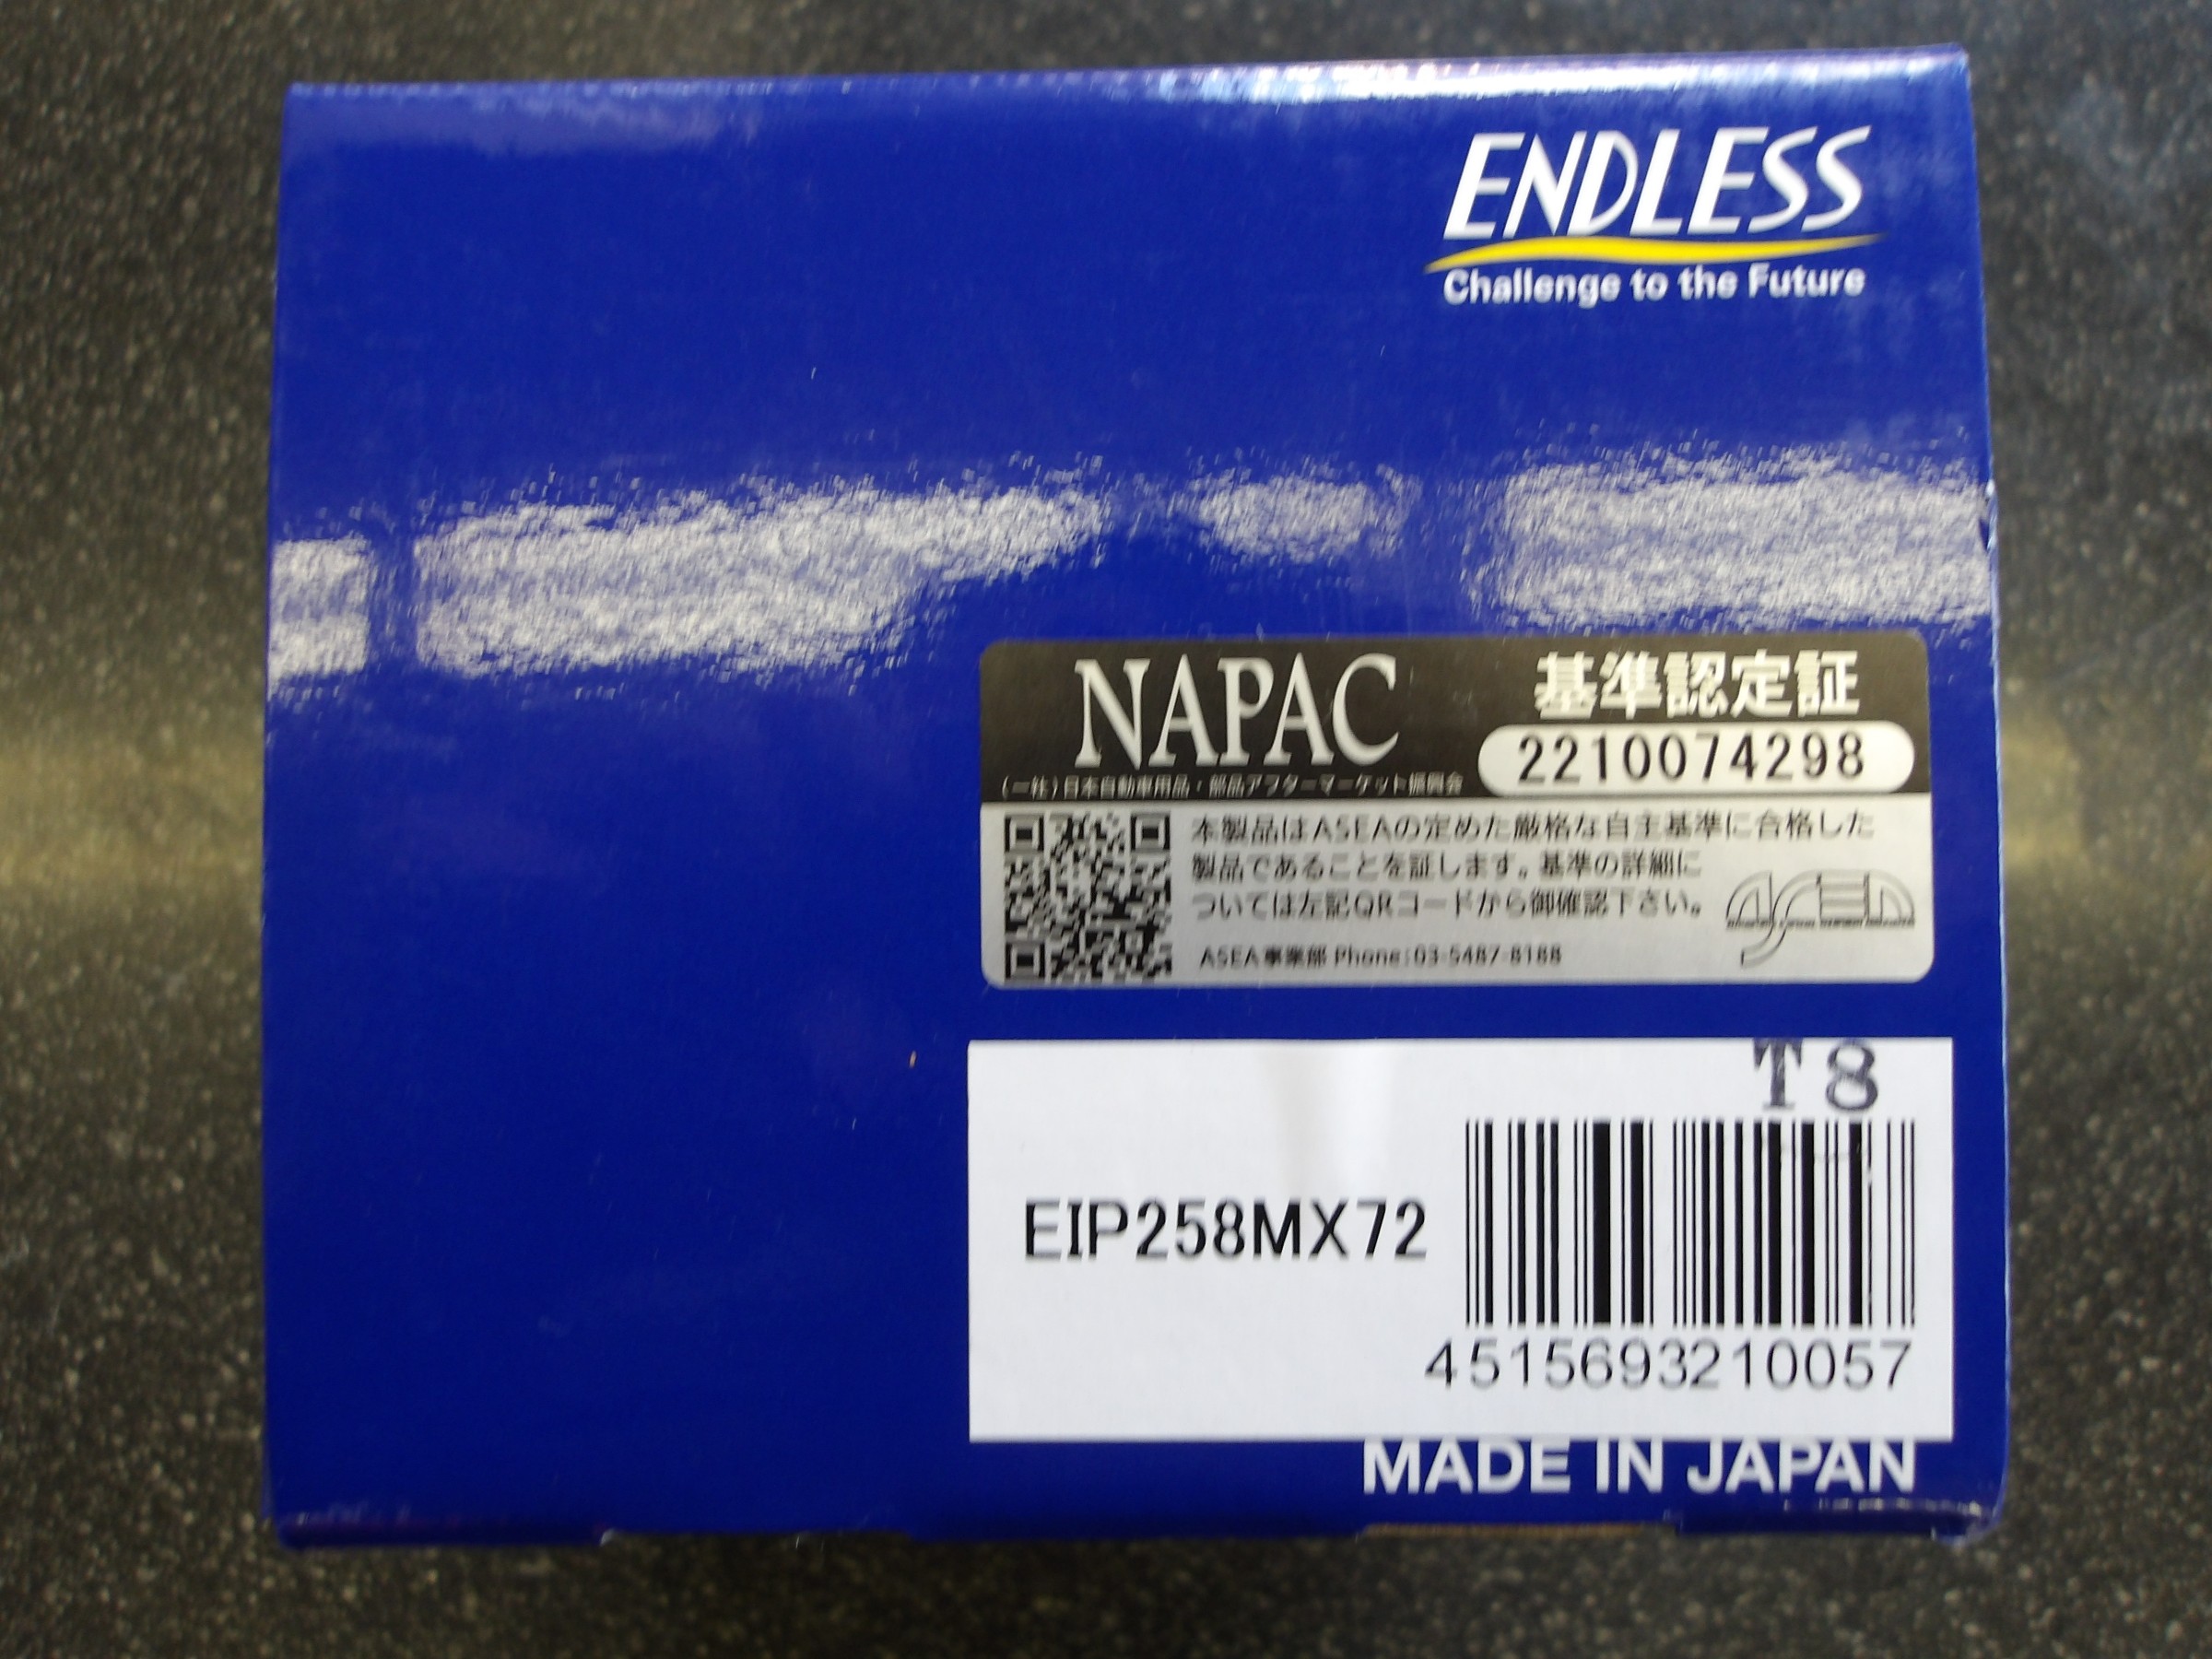 ENDLESS
Challenge to the Future
NAPAC
基準認定証
2210074298
(一社)日本自動車用品・部品アフターマーケット振興会
本製品はASEAの定めた厳格な自主基準に合格した
製品であることを証します。基準の詳細に
ついては左記QRコードから御確認下さい。
ASEA
ASEA事業部 Phone:03-5487-8188
T8
EIP258MX72
4515693210057
MADE IN JAPAN